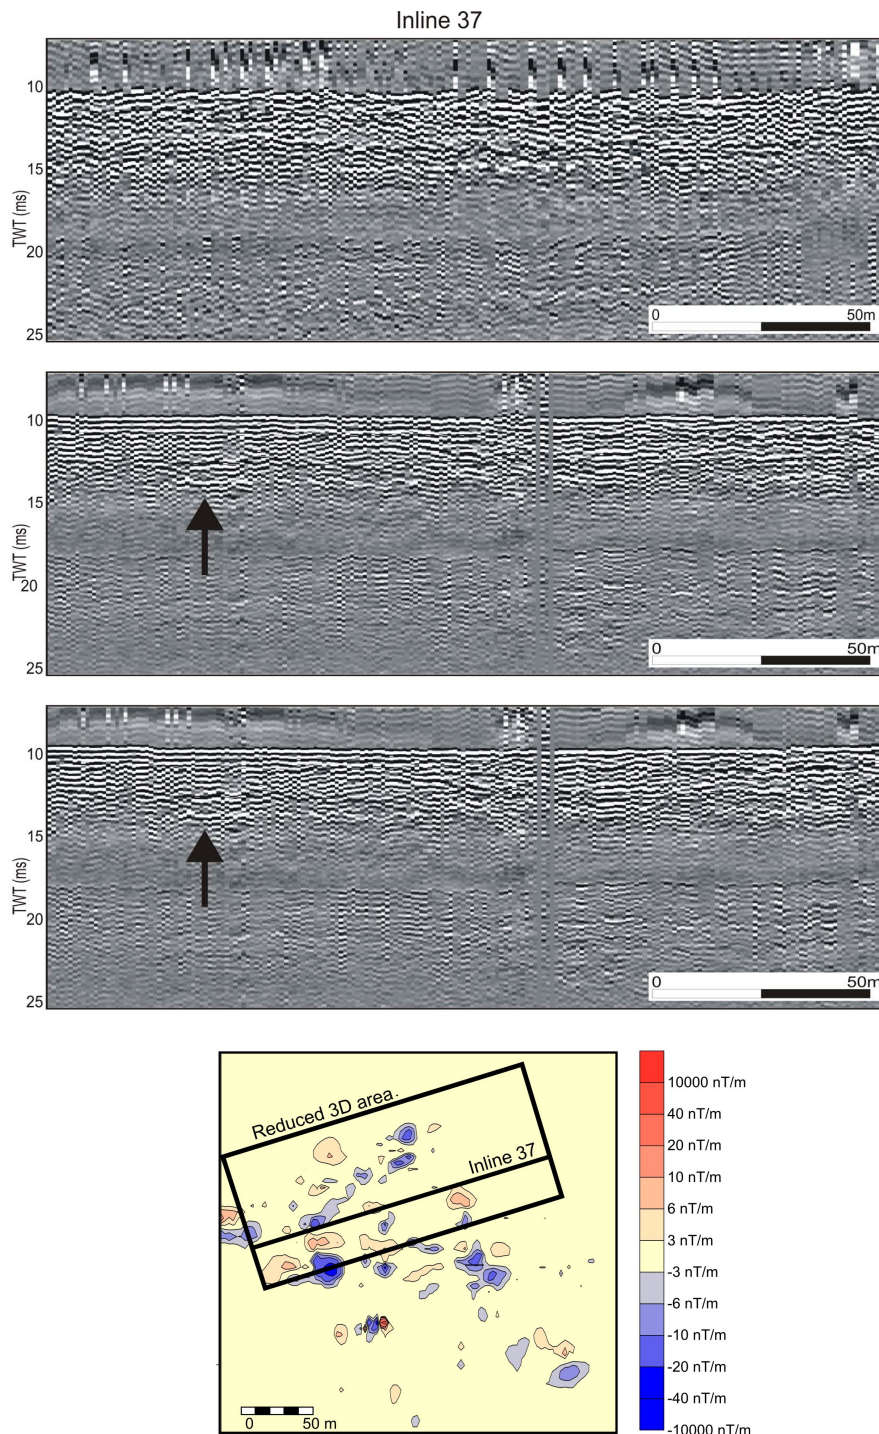 Inline 37
10
15
20
25
TWT (ms)
0 50m
10
15
20
25
TWT (ms)
0 50m
10
15
20
25
TWT (ms)
0 50m
Reduced 3D area.
Inline 37
0 50 m
10000 nT/m
40 nT/m
20 nT/m
10 nT/m
6 nT/m
3 nT/m
-3 nT/m
-6 nT/m
-10 nT/m
-20 nT/m
-40 nT/m
-10000 nT/m